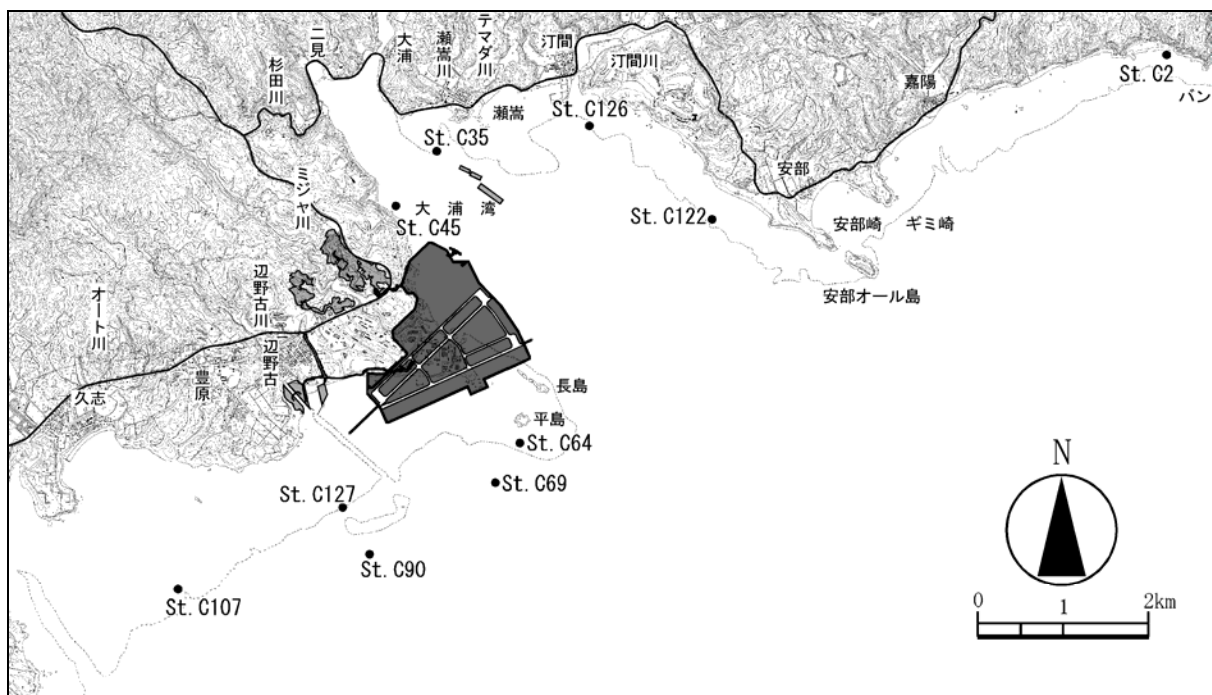 二見
大浦
瀬嵩川
テマダ川
汀間
汀間川
杉田川
嘉陽
St. C2
バン
瀬嵩
St. C126
St. C35
安部
ミジャ川
大浦湾
St. C45
St. C122
安部崎
ギミ崎
安部オール島
辺野古川
オート川
辺野古
豊原
久志
長島
平島
St. C64
St. C69
St. C127
St. C90
St. C107
N
0 1 2km